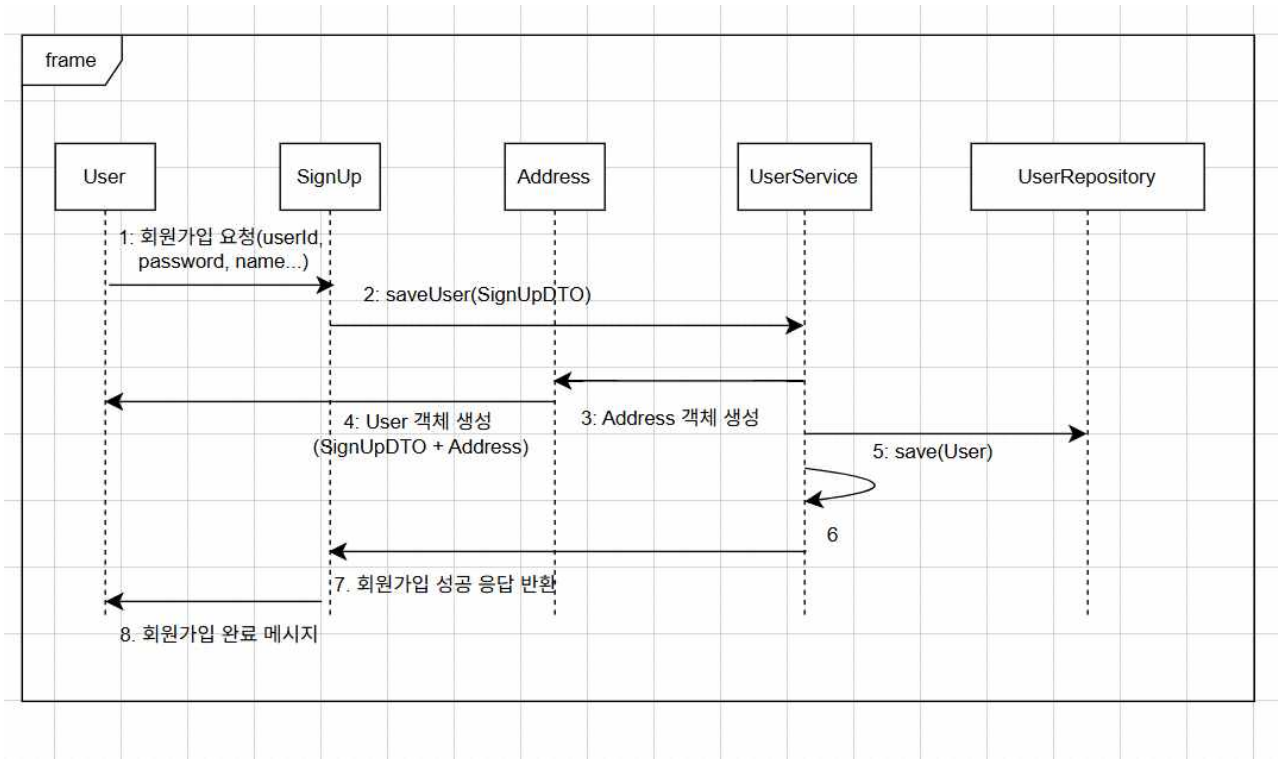 frame
User
SignUp
Address
UserService
UserRepository
1: 회원가입 요청(userId,
password, name...)
2: saveUser(SignUpDTO)
3: Address 객체 생성
4: User 객체 생성
(SignUpDTO + Address)
5: save(User)
6
7. 회원가입 성공 응답 반환
8. 회원가입 완료 메시지